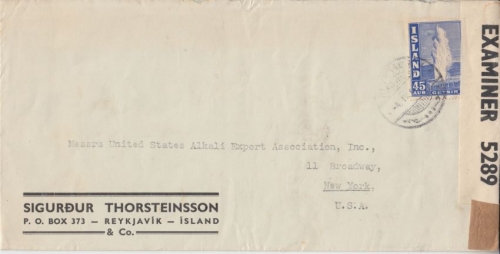 ÍSLAND
45
AUR
EXAMINER 5289
Messrs United States Alkali Export Association, Inc.,
11 Broadway,
New York.
U.S.A.
SIGURÐUR THORSTEINSSON
P. O. BOX 373 — REYKJAVÍK — ÍSLAND
& Co.